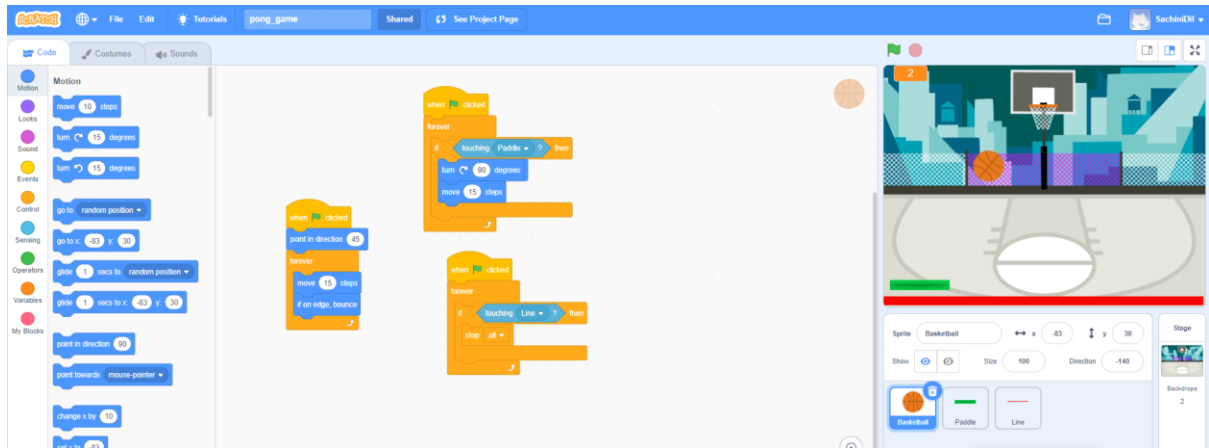 SCRATCH File Edit Tutorials pong_game Shared See Project Page SachiniDil
Code Costumes Sounds
Motion
Looks
Sound
Events
Control
Sensing
Operators
Variables
My Blocks
Motion
move 10 steps
turn 15 degrees
turn 15 degrees
go to random position
go to x: -83 y: 30
glide 1 secs to random position
glide 1 secs to x: -83 y: 30
point in direction 90
point towards mouse-pointer
change x by 10
set x to -83
when clicked
point in direction 45
forever
move 15 steps
if on edge, bounce
when clicked
forever
if touching Paddle ? then
turn 90 degrees
move 15 steps
when clicked
forever
if touching Line ? then
stop all
2
Sprite Basketball x -83 y 30
Show Size 100 Direction -140
Basketball Paddle Line
Stage
Backdrops
2